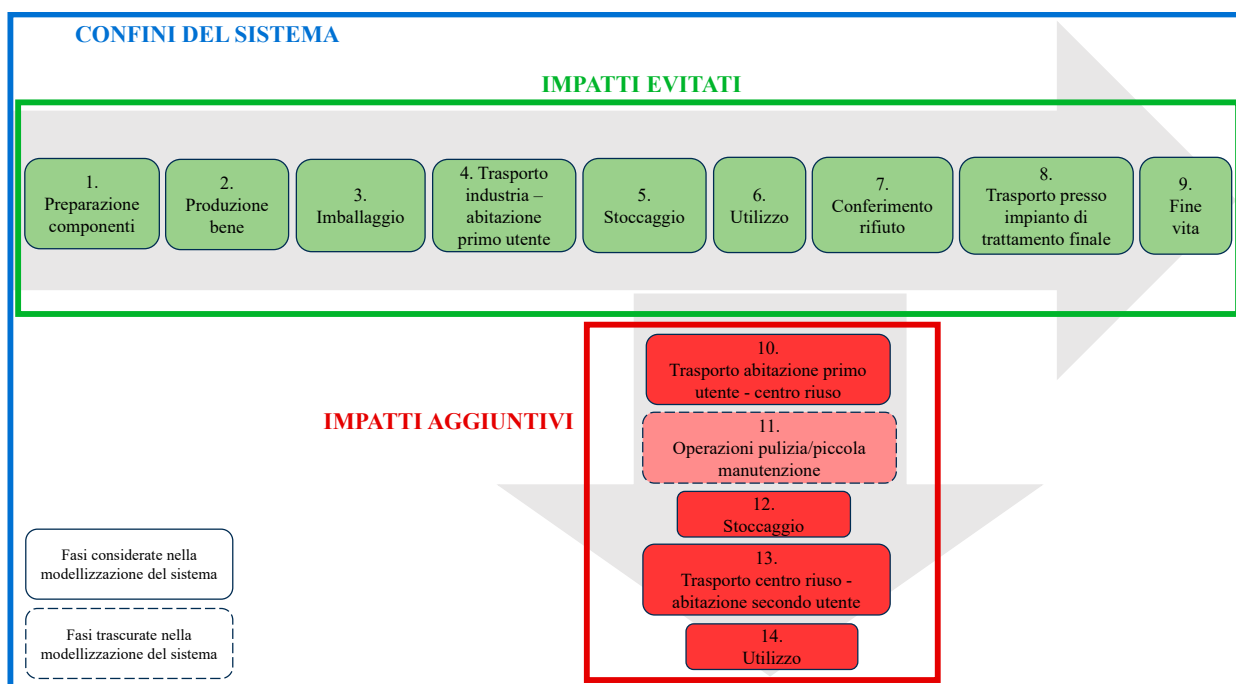 CONFINI DEL SISTEMA
IMPATTI EVITATI
1.
Preparazione
componenti
2.
Produzione
bene
3.
Imballaggio
4. Trasporto
industria –
abitazione
primo utente
5.
Stoccaggio
6.
Utilizzo
7.
Conferimento
rifiuto
8.
Trasporto presso
impianto di
trattamento finale
9.
Fine
vita
IMPATTI AGGIUNTIVI
10.
Trasporto abitazione primo
utente - centro riuso
11.
Operazioni pulizia/piccola
manutenzione
12.
Stoccaggio
13.
Trasporto centro riuso -
abitazione secondo utente
14.
Utilizzo
Fasi considerate nella
modellizzazione del sistema
Fasi trascurate nella
modellizzazione del sistema